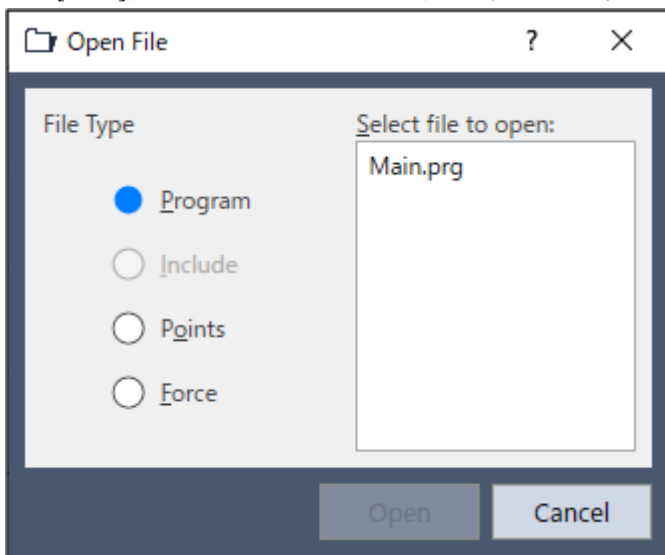 Open File
?
File Type
Select file to open:
Main.prg
Program
Include
Points
Force
Open
Cancel